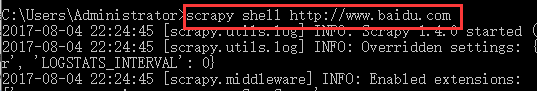 C:\Users\Administrator>scrapy shell http://www.baidu.com
2017-08-04 22:24:45 [scrapy.utils.log] INFO: Scrapy 1.4.0 started (
2017-08-04 22:24:45 [scrapy.utils.log] INFO: Overridden settings: {
r', 'LOGSTATS_INTERVAL': 0}
2017-08-04 22:24:45 [scrapy.middleware] INFO: Enabled extensions: